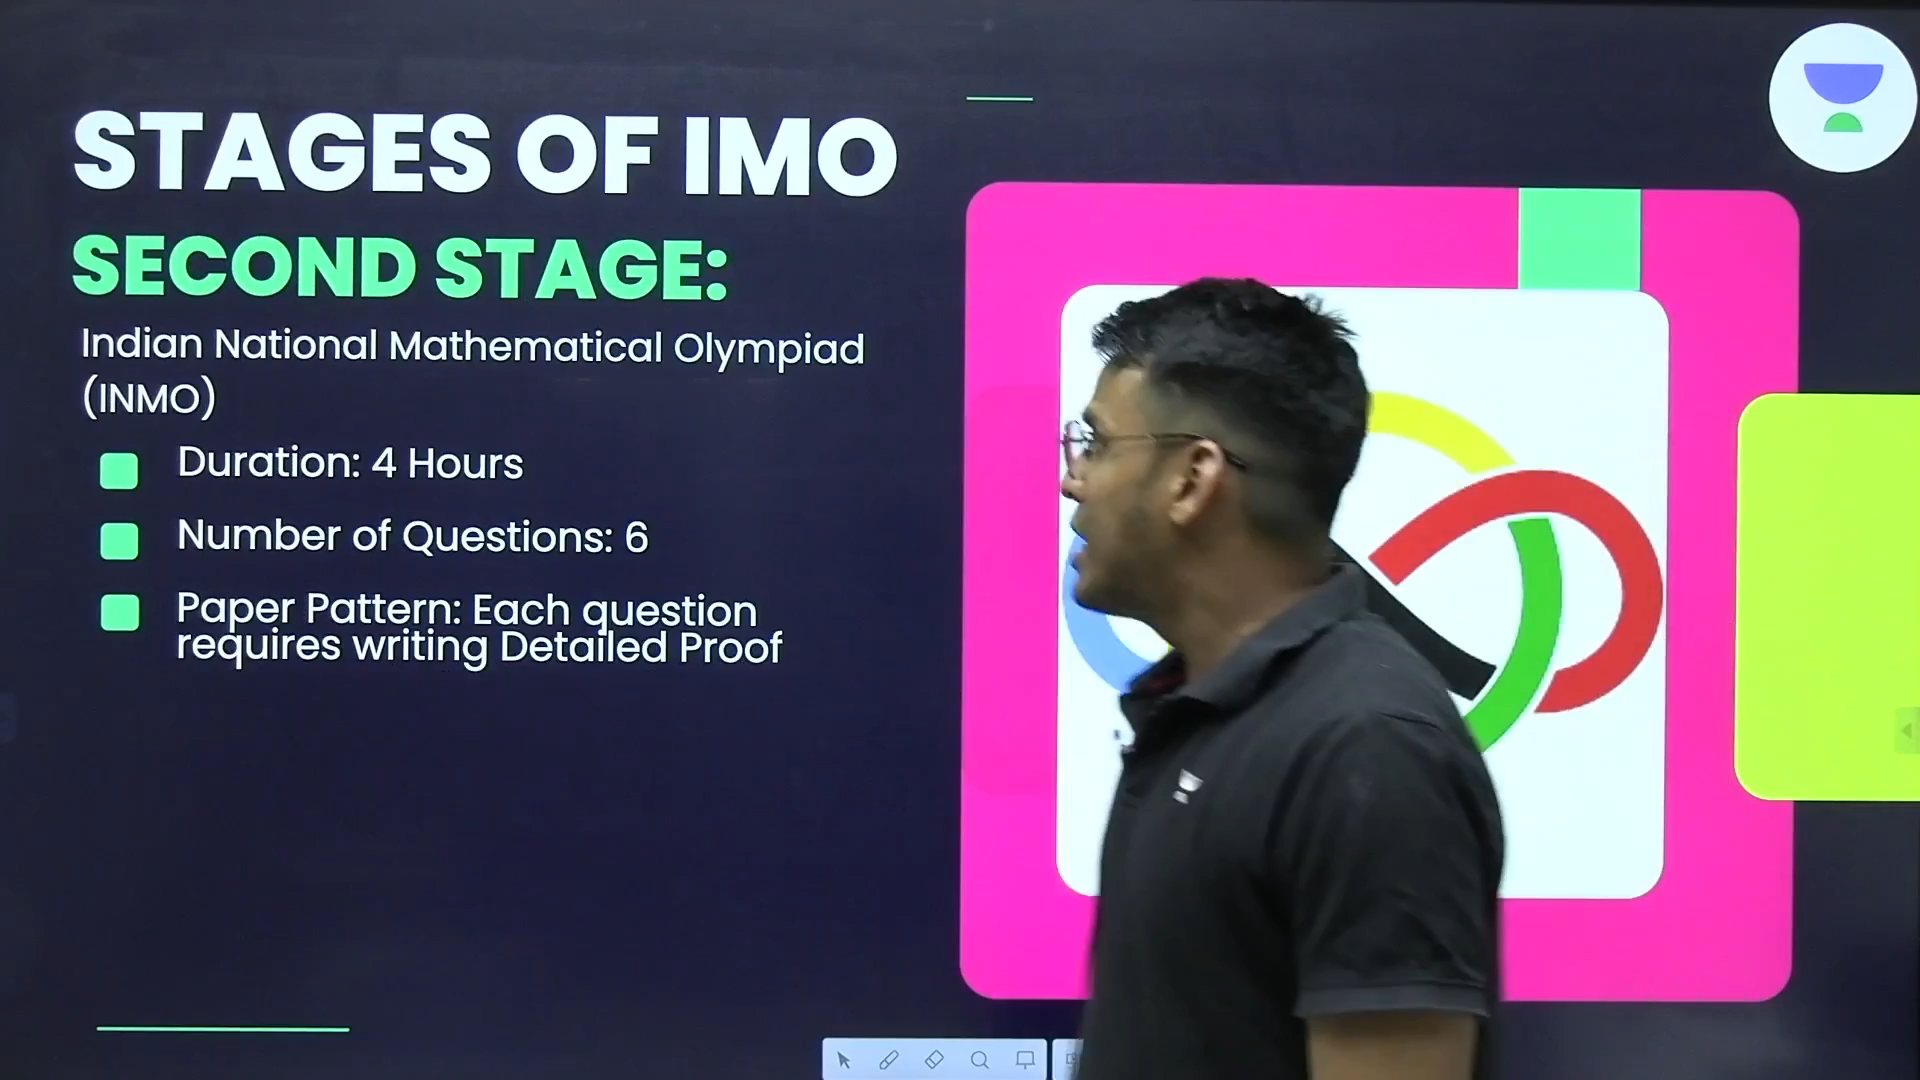 STAGES OF IMO
SECOND STAGE:
Indian National Mathematical Olympiad
(INMO)
Duration: 4 Hours
Number of Questions: 6
Paper Pattern: Each question
requires writing Detailed Proof